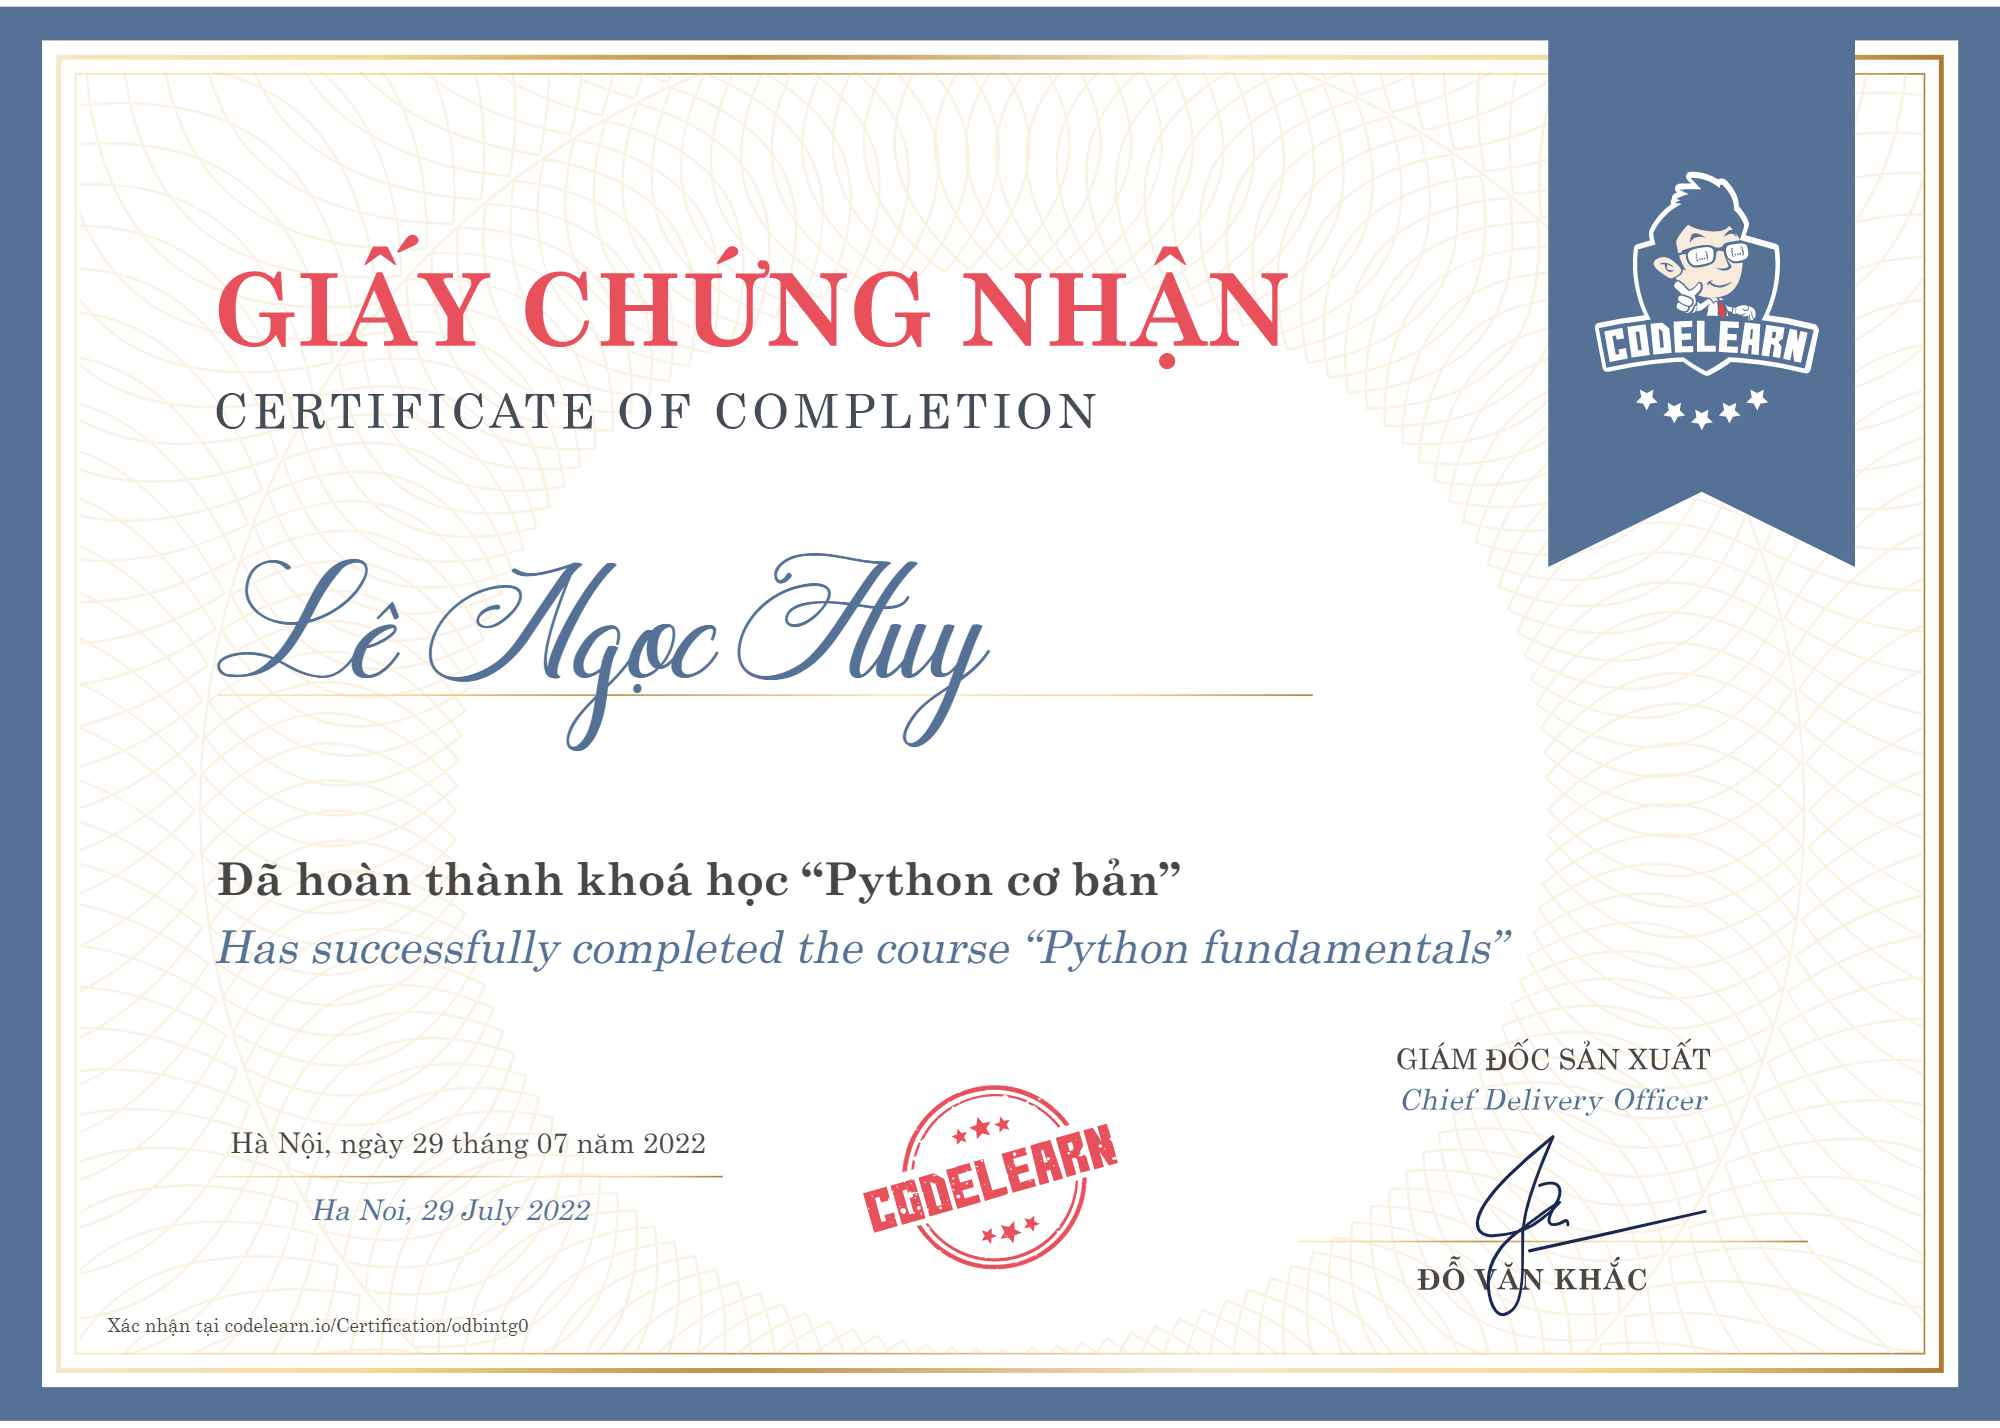 GIẤY CHỨNG NHẬN
CERTIFICATE OF COMPLETION
CODELEARN
Lê Ngọc Huy
Đã hoàn thành khoá học “Python cơ bản”
Has successfully completed the course “Python fundamentals”
GIÁM ĐỐC SẢN XUẤT
Chief Delivery Officer
Hà Nội, ngày 29 tháng 07 năm 2022
Ha Noi, 29 July 2022
CODELEARN
ĐỖ VĂN KHẮC
Xác nhận tại codelearn.io/Certification/odbintg0